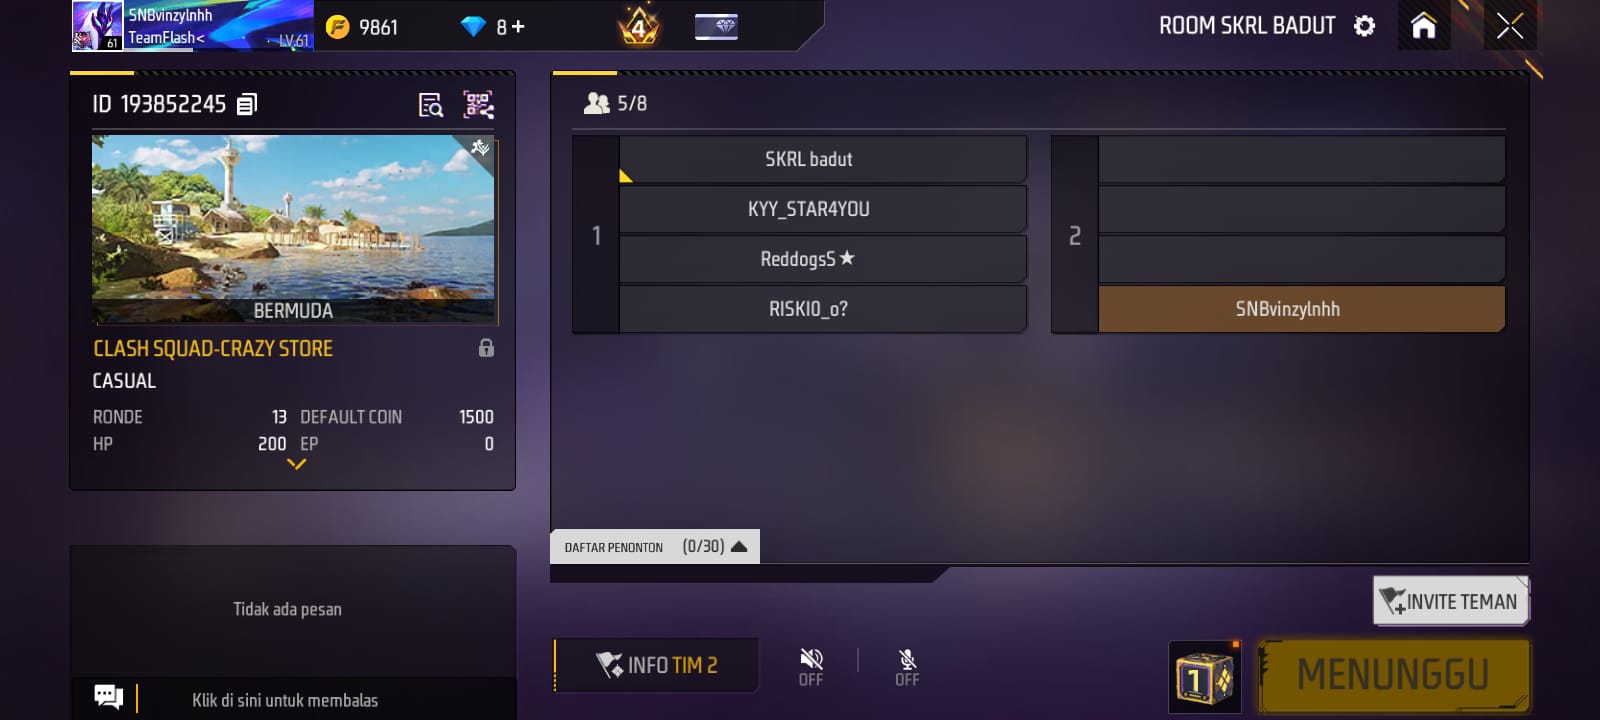 SNBvinzylnhh
61
TeamFlash<
LV.61
9861
8+
4
ROOM SKRL BADUT
ID 193852245
5/8
BERMUDA
CLASH SQUAD-CRAZY STORE
CASUAL
RONDE 13 DEFAULT COIN 1500
HP 200 EP 0
1
SKRL badut
KYY_STAR4YOU
ReddogsS★
RISKIO_o?
2
SNBvinzylnhh
DAFTAR PENONTON (0/30)
Tidak ada pesan
Klik di sini untuk membalas
INVITE TEMAN
INFO TIM 2
OFF
OFF
1
MENUNGGU